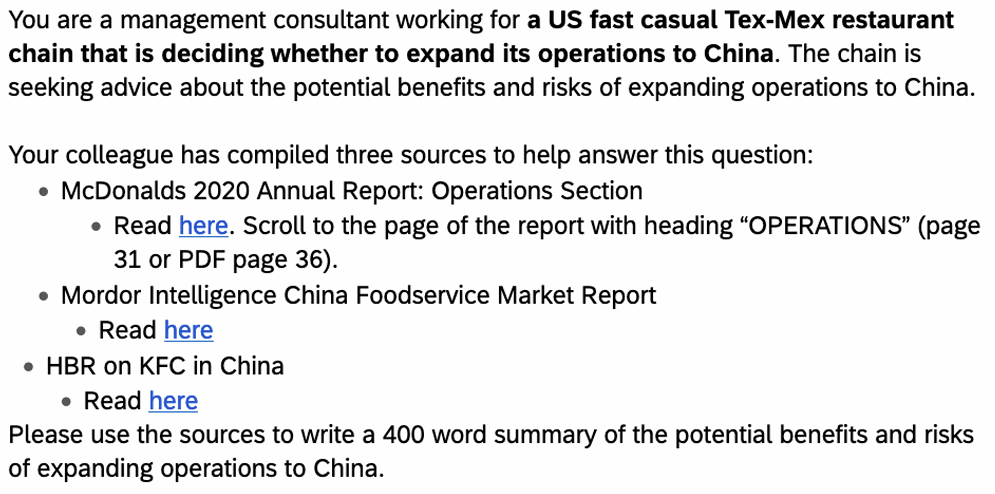 You are a management consultant working for a US fast casual Tex-Mex restaurant
chain that is deciding whether to expand its operations to China. The chain is
seeking advice about the potential benefits and risks of expanding operations to China.
Your colleague has compiled three sources to help answer this question:
• McDonalds 2020 Annual Report: Operations Section
• Read here. Scroll to the page of the report with heading “OPERATIONS” (page
31 or PDF page 36).
• Mordor Intelligence China Foodservice Market Report
• Read here
• HBR on KFC in China
• Read here
Please use the sources to write a 400 word summary of the potential benefits and risks
of expanding operations to China.